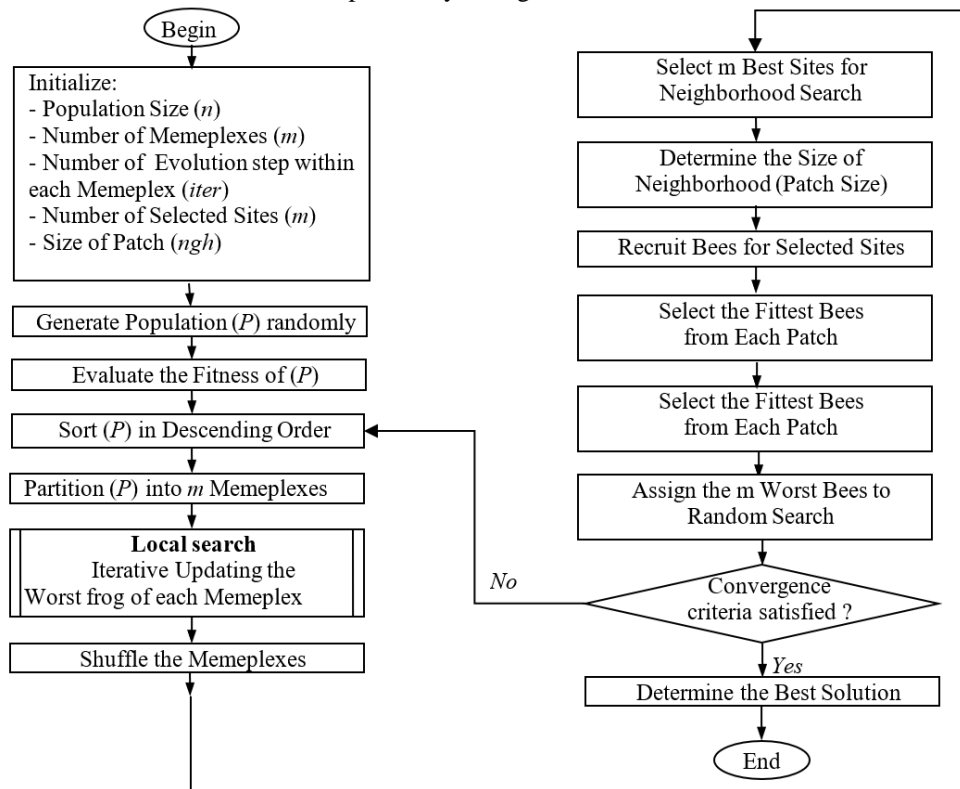 Begin
Initialize:
- Population Size (n)
- Number of Memeplexes (m)
- Number of Evolution step within
each Memeplex (iter)
- Number of Selected Sites (m)
- Size of Patch (ngh)
Generate Population (P) randomly
Evaluate the Fitness of (P)
Sort (P) in Descending Order
Partition (P) into m Memeplexes
Local search
Iterative Updating the
Worst frog of each Memeplex
Shuffle the Memeplexes
Select m Best Sites for
Neighborhood Search
Determine the Size of
Neighborhood (Patch Size)
Recruit Bees for Selected Sites
Select the Fittest Bees
from Each Patch
Select the Fittest Bees
from Each Patch
Assign the m Worst Bees to
Random Search
Convergence
criteria satisfied ?
No
Yes
Determine the Best Solution
End